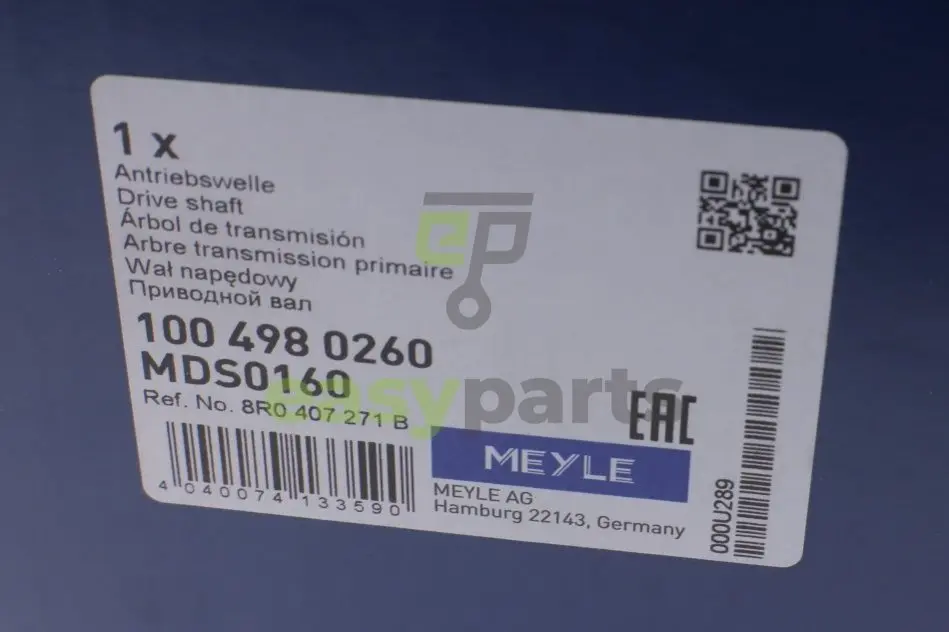 1 x
Antriebswelle
Drive shaft
Árbol de transmisión
Arbre transmission primaire
Wał napędowy
Приводной вал
100 498 0260
MDS0160
Ref. No. 8R0 407 271 B
4 040074 133590
EAC
MEYLE
MEYLE AG
Hamburg 22143, Germany
000U289
ep
easyparts